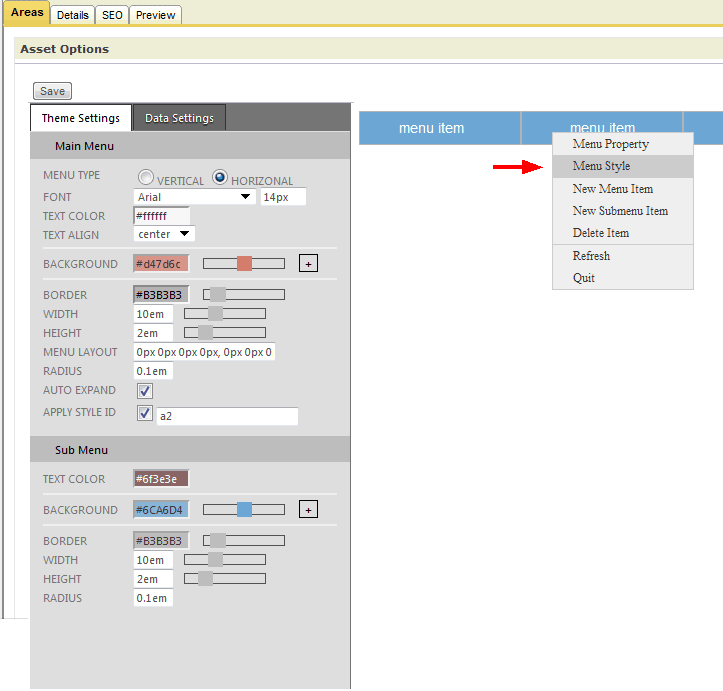 Areas Details SEO Preview
Asset Options
Save
Theme Settings Data Settings
Main Menu
MENU TYPE VERTICAL HORIZONAL
FONT Arial 14px
TEXT COLOR #ffffff
TEXT ALIGN center
BACKGROUND #d47d6c +
BORDER #B3B3B3
WIDTH 10em
HEIGHT 2em
MENU LAYOUT 0px 0px 0px 0px, 0px 0px 0
RADIUS 0.1em
AUTO EXPAND
APPLY STYLE ID a2
Sub Menu
TEXT COLOR #6f3e3e
BACKGROUND #6CA6D4 +
BORDER #B3B3B3
WIDTH 10em
HEIGHT 2em
RADIUS 0.1em
menu item menu item
Menu Property
Menu Style
New Menu Item
New Submenu Item
Delete Item
Refresh
Quit